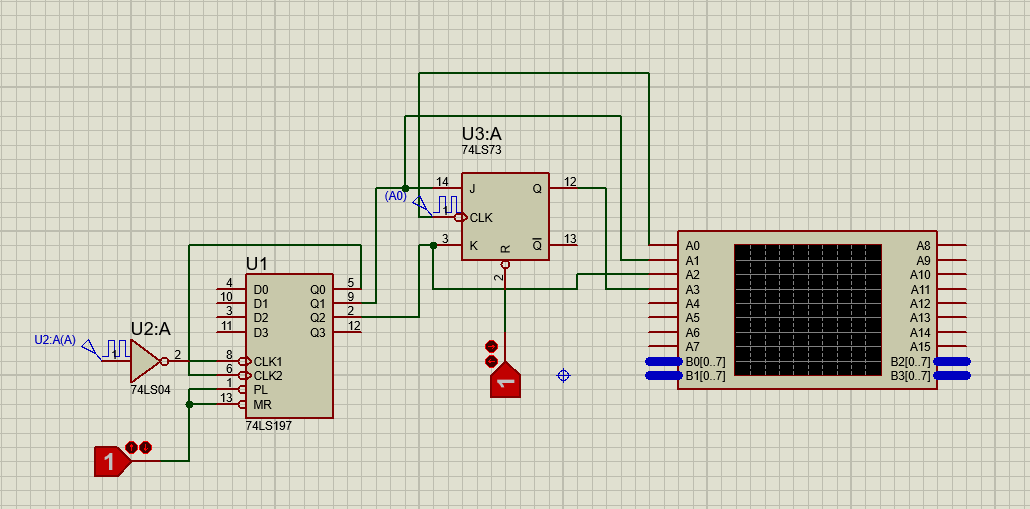 U3:A
74LS73
14
J
Q
12
(A0)
1
CLK
3
K
Q
13
R
2
A0
A8
A1
A9
A2
A10
A3
A11
A4
A12
A5
A13
A6
A14
A7
A15
B0[0..7]
B2[0..7]
B1[0..7]
B3[0..7]
U1
4
D0
Q0
5
10
D1
Q1
9
3
D2
Q2
2
11
D3
Q3
12
8
CLK1
6
CLK2
1
PL
13
MR
74LS197
U2:A
U2:A(A)
1
2
74LS04
1
1